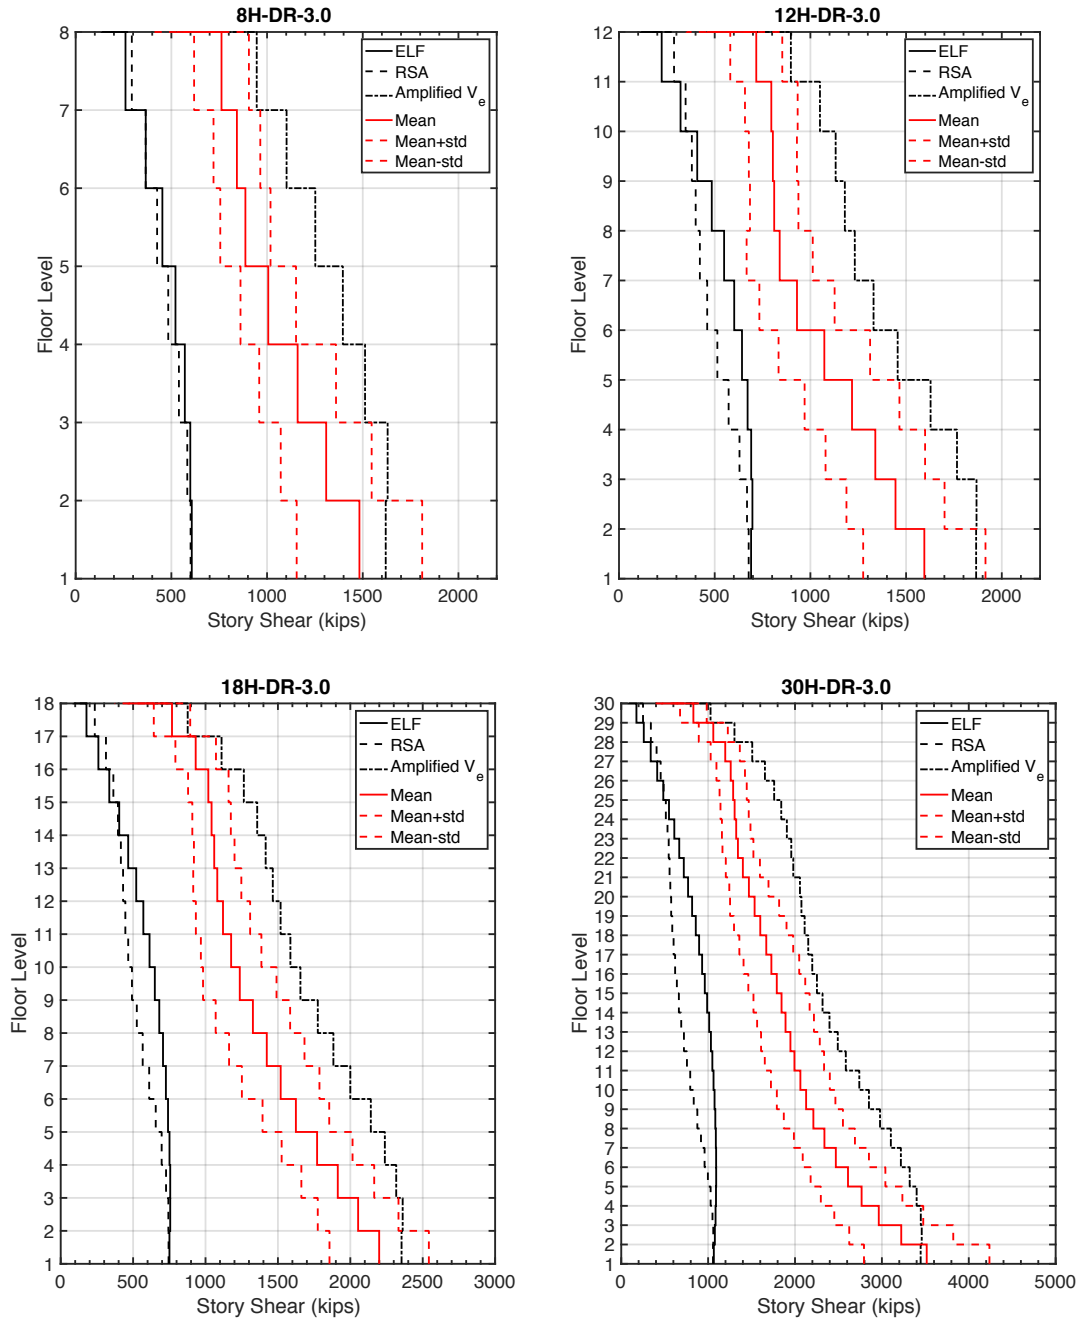 8H-DR-3.0
8
7
6
5
4
3
2
1
Floor Level
0
500
1000
1500
2000
Story Shear (kips)
ELF
RSA
Amplified V_e
Mean
Mean+std
Mean-std
12H-DR-3.0
12
11
10
9
8
7
6
5
4
3
2
1
Floor Level
0
500
1000
1500
2000
Story Shear (kips)
ELF
RSA
Amplified V_e
Mean
Mean+std
Mean-std
18H-DR-3.0
18
17
16
15
14
13
12
11
10
9
8
7
6
5
4
3
2
1
Floor Level
0
500
1000
1500
2000
2500
3000
Story Shear (kips)
ELF
RSA
Amplified V_e
Mean
Mean+std
Mean-std
30H-DR-3.0
30
29
28
27
26
25
24
23
22
21
20
19
18
17
16
15
14
13
12
11
10
9
8
7
6
5
4
3
2
1
Floor Level
0
1000
2000
3000
4000
5000
Story Shear (kips)
ELF
RSA
Amplified V_e
Mean
Mean+std
Mean-std